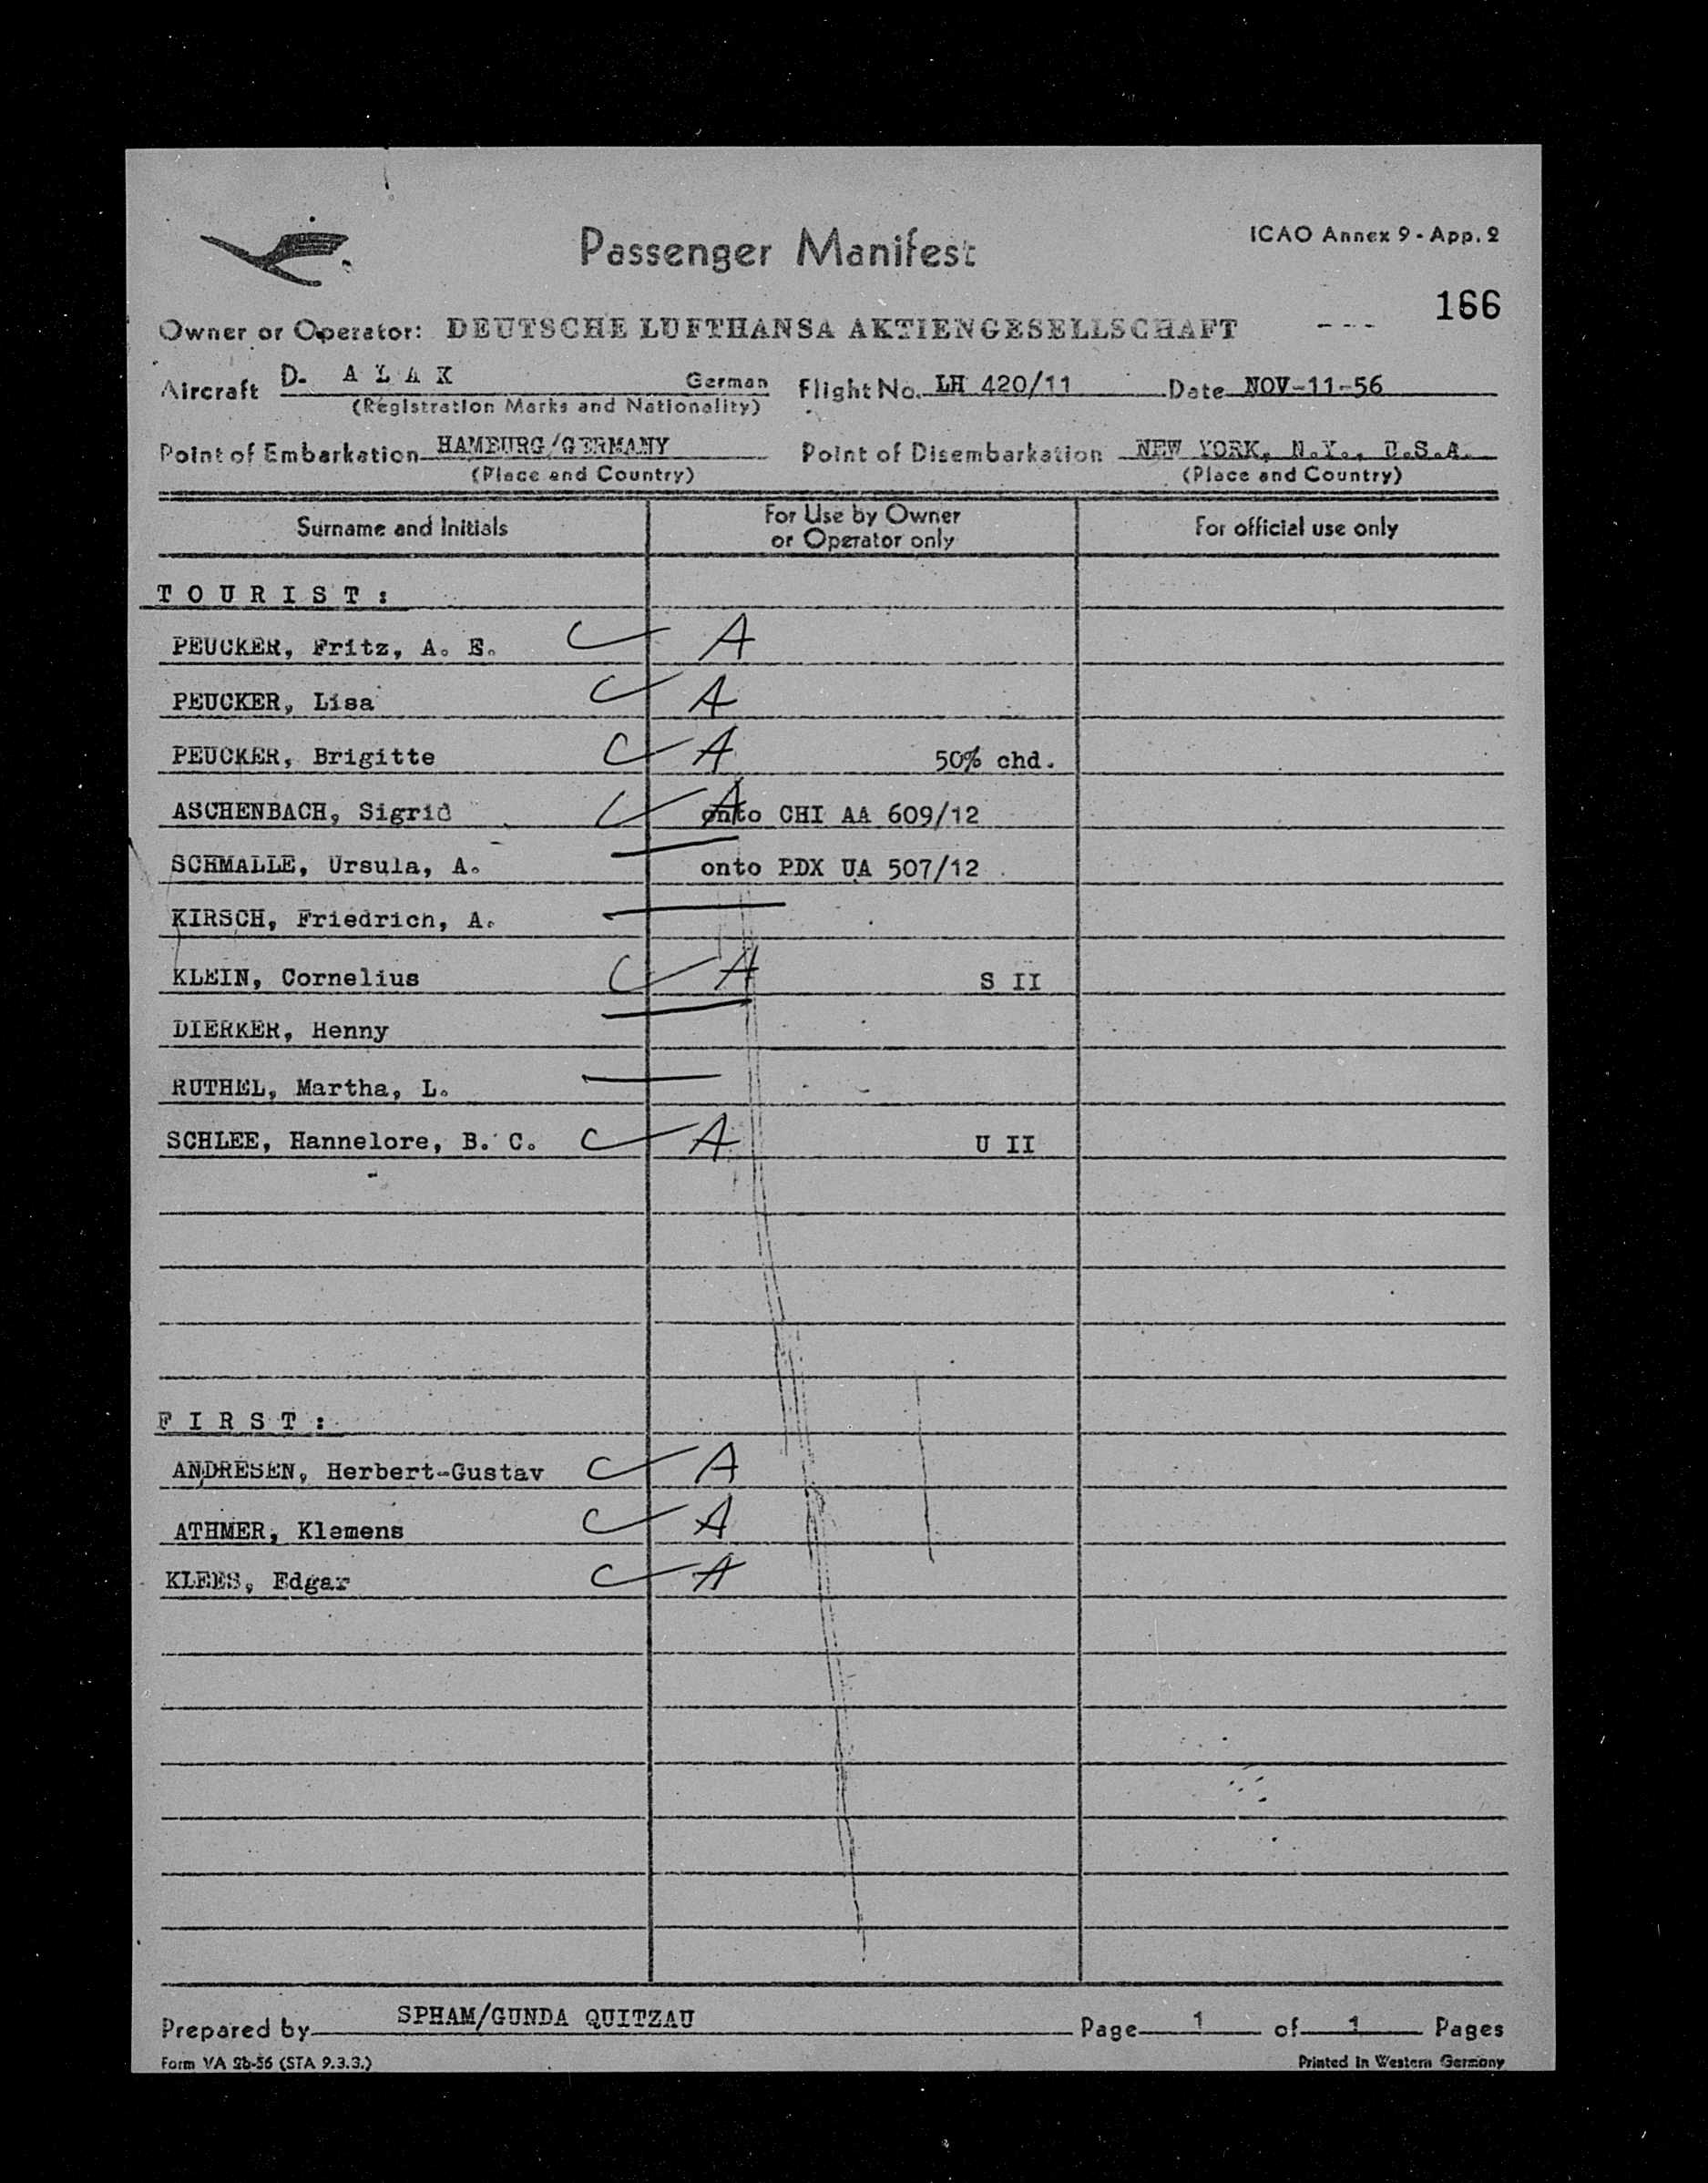 Passenger Manifest
ICAO Annex 9 - App. 2
166
Owner or Operator: DEUTSCHE LUFTHANSA AKTIENGESELLSCHAFT ---
Aircraft D. A L A K German Flight No. LH 420/11 Date NOV-11-56
(Registration Marks and Nationality)
Point of Embarkation HAMBURG/GERMANY Point of Disembarkation NEW YORK, N.Y., U.S.A.
(Place and Country) (Place and Country)
Surname and Initials For Use by Owner or Operator only For official use only
T O U R I S T :
PEUCKER, Fritz, A. E. A
PEUCKER, Lisa A
PEUCKER, Brigitte A 50% chd.
ASCHENBACH, Sigrid A onto CHI AA 609/12
SCHMALLE, Ursula, A. onto PDX UA 507/12
KIRSCH, Friedrich, A.
KLEIN, Cornelius A S II
DIERKER, Henny
RUTHEL, Martha, L.
SCHLEE, Hannelore, B. C. A U II
F I R S T :
ANDRESEN, Herbert-Gustav A
ATHMER, Klemens A
KLEES, Edgar A
Prepared by SPHAM/GUNDA QUITZAU Page 1 of 1 Pages
Form VA 2b-56 (STA 9.3.3.) Printed in Western Germany